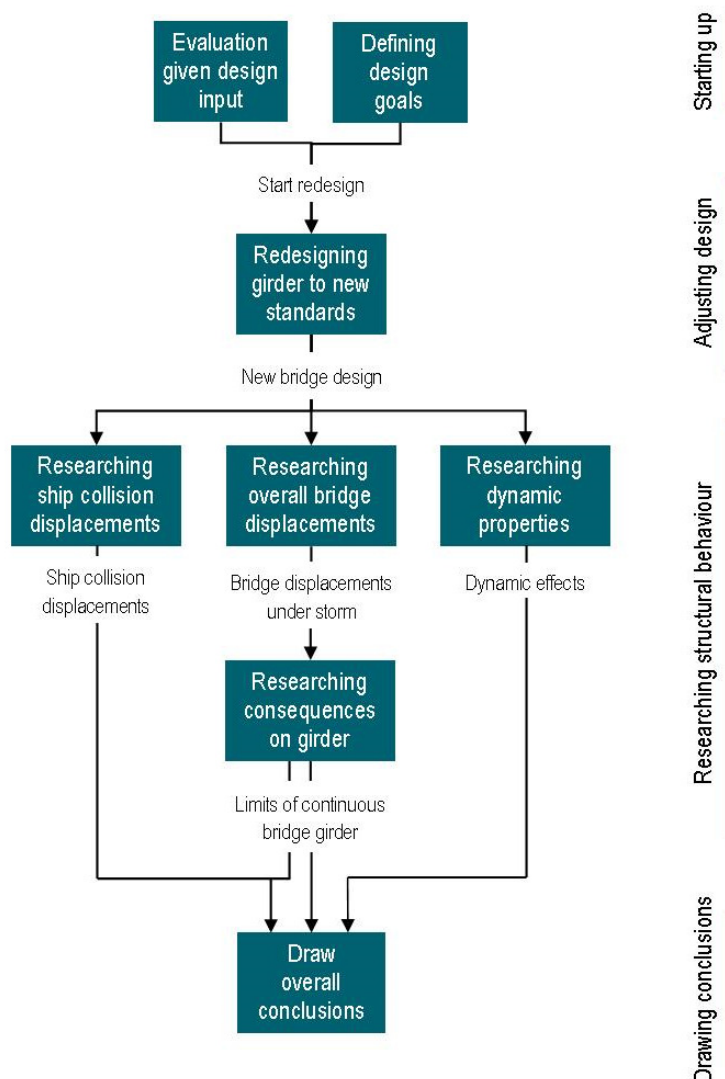 Evaluation
given design
input
Defining
design
goals
Starting up
Start redesign
Redesigning
girder to new
standards
Adjusting design
New bridge design
Researching
ship collision
displacements
Researching
overall bridge
displacements
Researching
dynamic
properties
Ship collision
displacements
Bridge displacements
under storm
Dynamic effects
Researching
consequences
on girder
Researching structural behaviour
Limits of continuous
bridge girder
Draw
overall
conclusions
Drawing conclusions